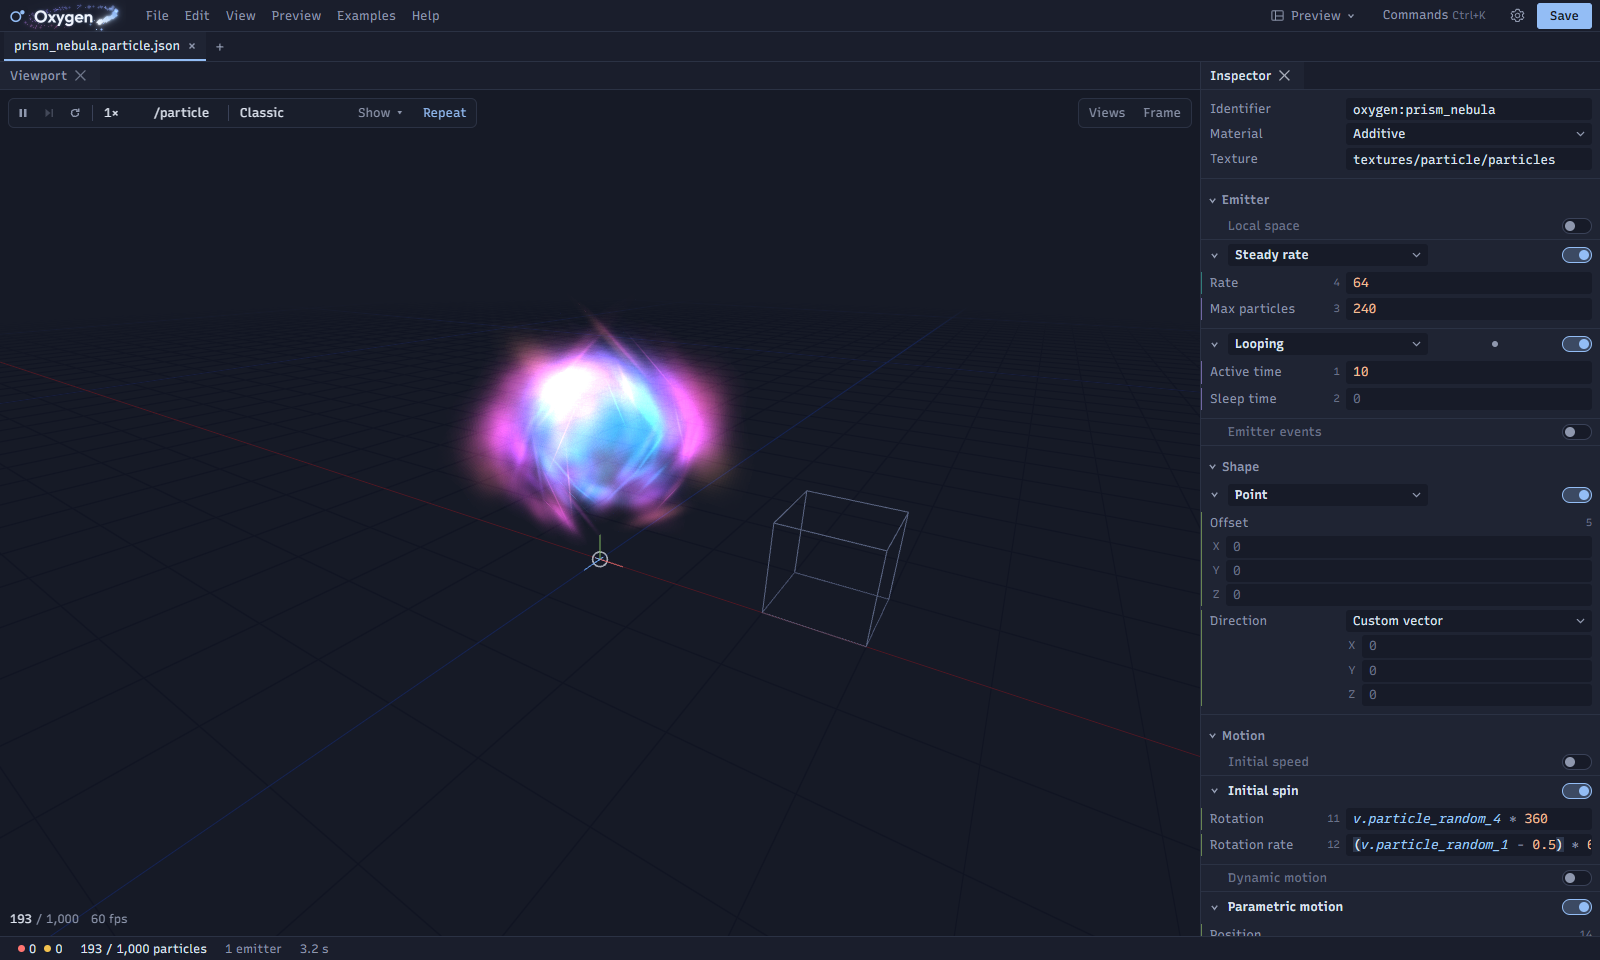 Oxygen File Edit View Preview Examples Help Preview Commands Ctrl+K Save
prism_nebula.particle.json × +
Viewport
Inspector
1× /particle Classic Show Repeat Views Frame
Identifier oxygen:prism_nebula
Material Additive
Texture textures/particle/particles
Emitter
Local space
Steady rate
Rate 4 64
Max particles 3 240
Looping
Active time 1 10
Sleep time 2 0
Emitter events
Shape
Point
Offset 5
X 0
Y 0
Z 0
Direction Custom vector
X 0
Y 0
Z 0
Motion
Initial speed
Initial spin
Rotation 11 v.particle_random_4 * 360
Rotation rate 12 (v.particle_random_1 - 0.5) *
Dynamic motion
Parametric motion
Position 14
193 / 1,000 60 fps
0 0 193 / 1,000 particles 1 emitter 3.2 s